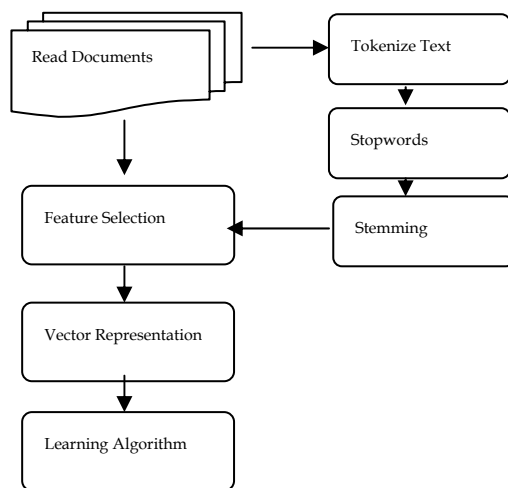 Read Documents
Tokenize Text
Stopwords
Stemming
Feature Selection
Vector Representation
Learning Algorithm